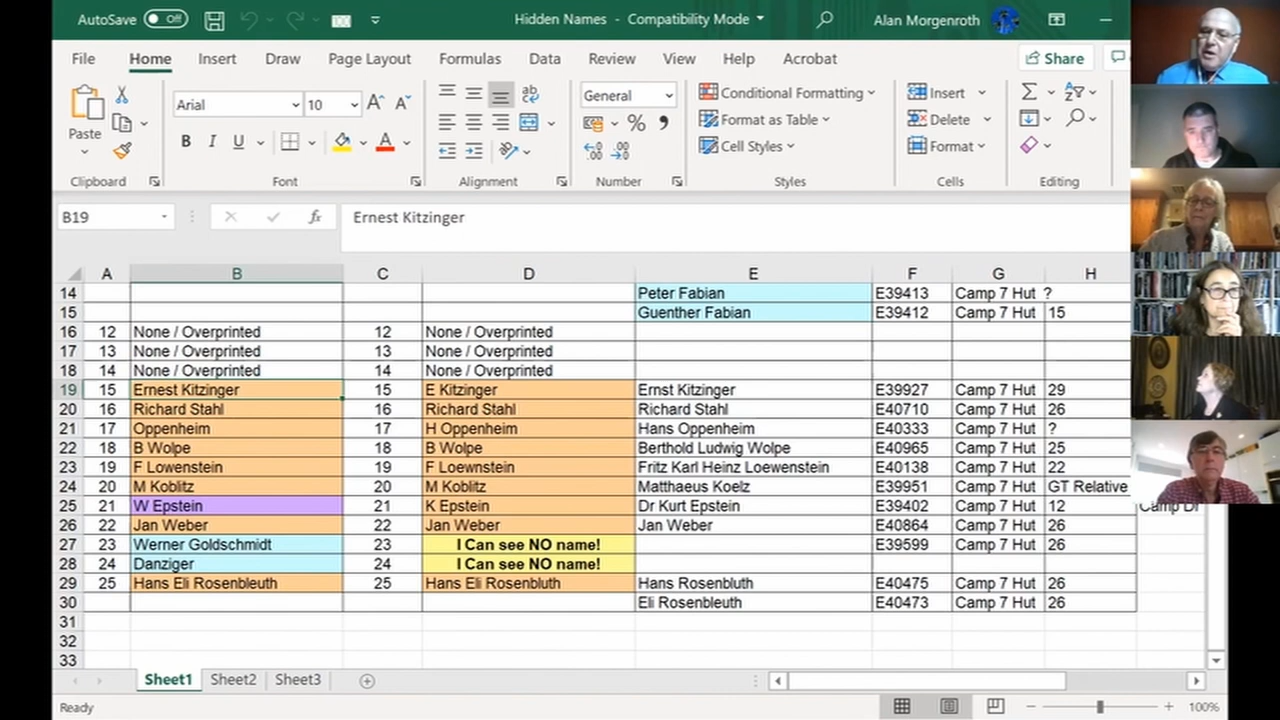 AutoSave Off Hidden Names - Compatibility Mode Alan Morgenroth
File Home Insert Draw Page Layout Formulas Data Review View Help Acrobat Share
Paste Arial 10 A A ab General Conditional Formatting Insert
B I U A % , Format as Table Delete
Cell Styles Format
Clipboard Font Alignment Number Styles Cells Editing
B19 fx Ernest Kitzinger
A B C D E F G H
14 Peter Fabian E39413 Camp 7 Hut ?
15 Guenther Fabian E39412 Camp 7 Hut 15
16 12 None / Overprinted 12 None / Overprinted
17 13 None / Overprinted 13 None / Overprinted
18 14 None / Overprinted 14 None / Overprinted
19 15 Ernest Kitzinger 15 E Kitzinger Ernst Kitzinger E39927 Camp 7 Hut 29
20 16 Richard Stahl 16 Richard Stahl Richard Stahl E40710 Camp 7 Hut 26
21 17 Oppenheim 17 H Oppenheim Hans Oppenheim E40333 Camp 7 Hut ?
22 18 B Wolpe 18 B Wolpe Berthold Ludwig Wolpe E40965 Camp 7 Hut 25
23 19 F Lowenstein 19 F Loewnstein Fritz Karl Heinz Loewenstein E40138 Camp 7 Hut 22
24 20 M Koblitz 20 M Koblitz Matthaeus Koelz E39951 Camp 7 Hut GT Relative
25 21 W Epstein 21 K Epstein Dr Kurt Epstein E39402 Camp 7 Hut 12 Camp Dr
26 22 Jan Weber 22 Jan Weber Jan Weber E40864 Camp 7 Hut 26
27 23 Werner Goldschmidt 23 I Can see NO name! E39599 Camp 7 Hut 26
28 24 Danziger 24 I Can see NO name!
29 25 Hans Eli Rosenbleuth 25 Hans Eli Rosenbluth Hans Rosenbluth E40475 Camp 7 Hut 26
30 Eli Rosenbleuth E40473 Camp 7 Hut 26
31
32
33
Sheet1 Sheet2 Sheet3
Ready 100%